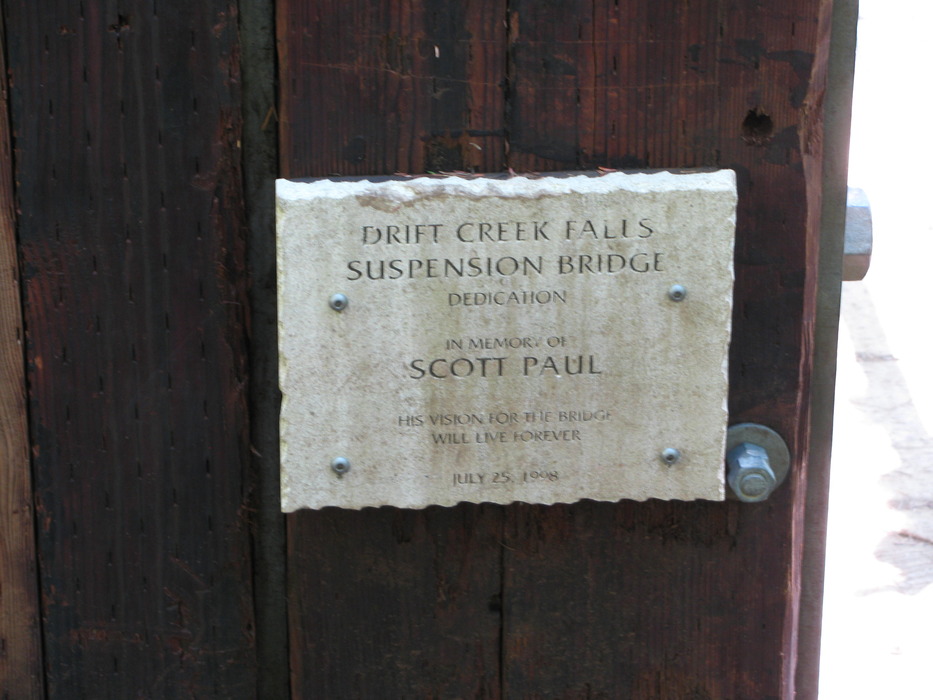 DRIFT CREEK FALLS
SUSPENSION BRIDGE
DEDICATION
IN MEMORY OF
SCOTT PAUL
HIS VISION FOR THE BRIDGE
WILL LIVE FOREVER
JULY 25, 1998